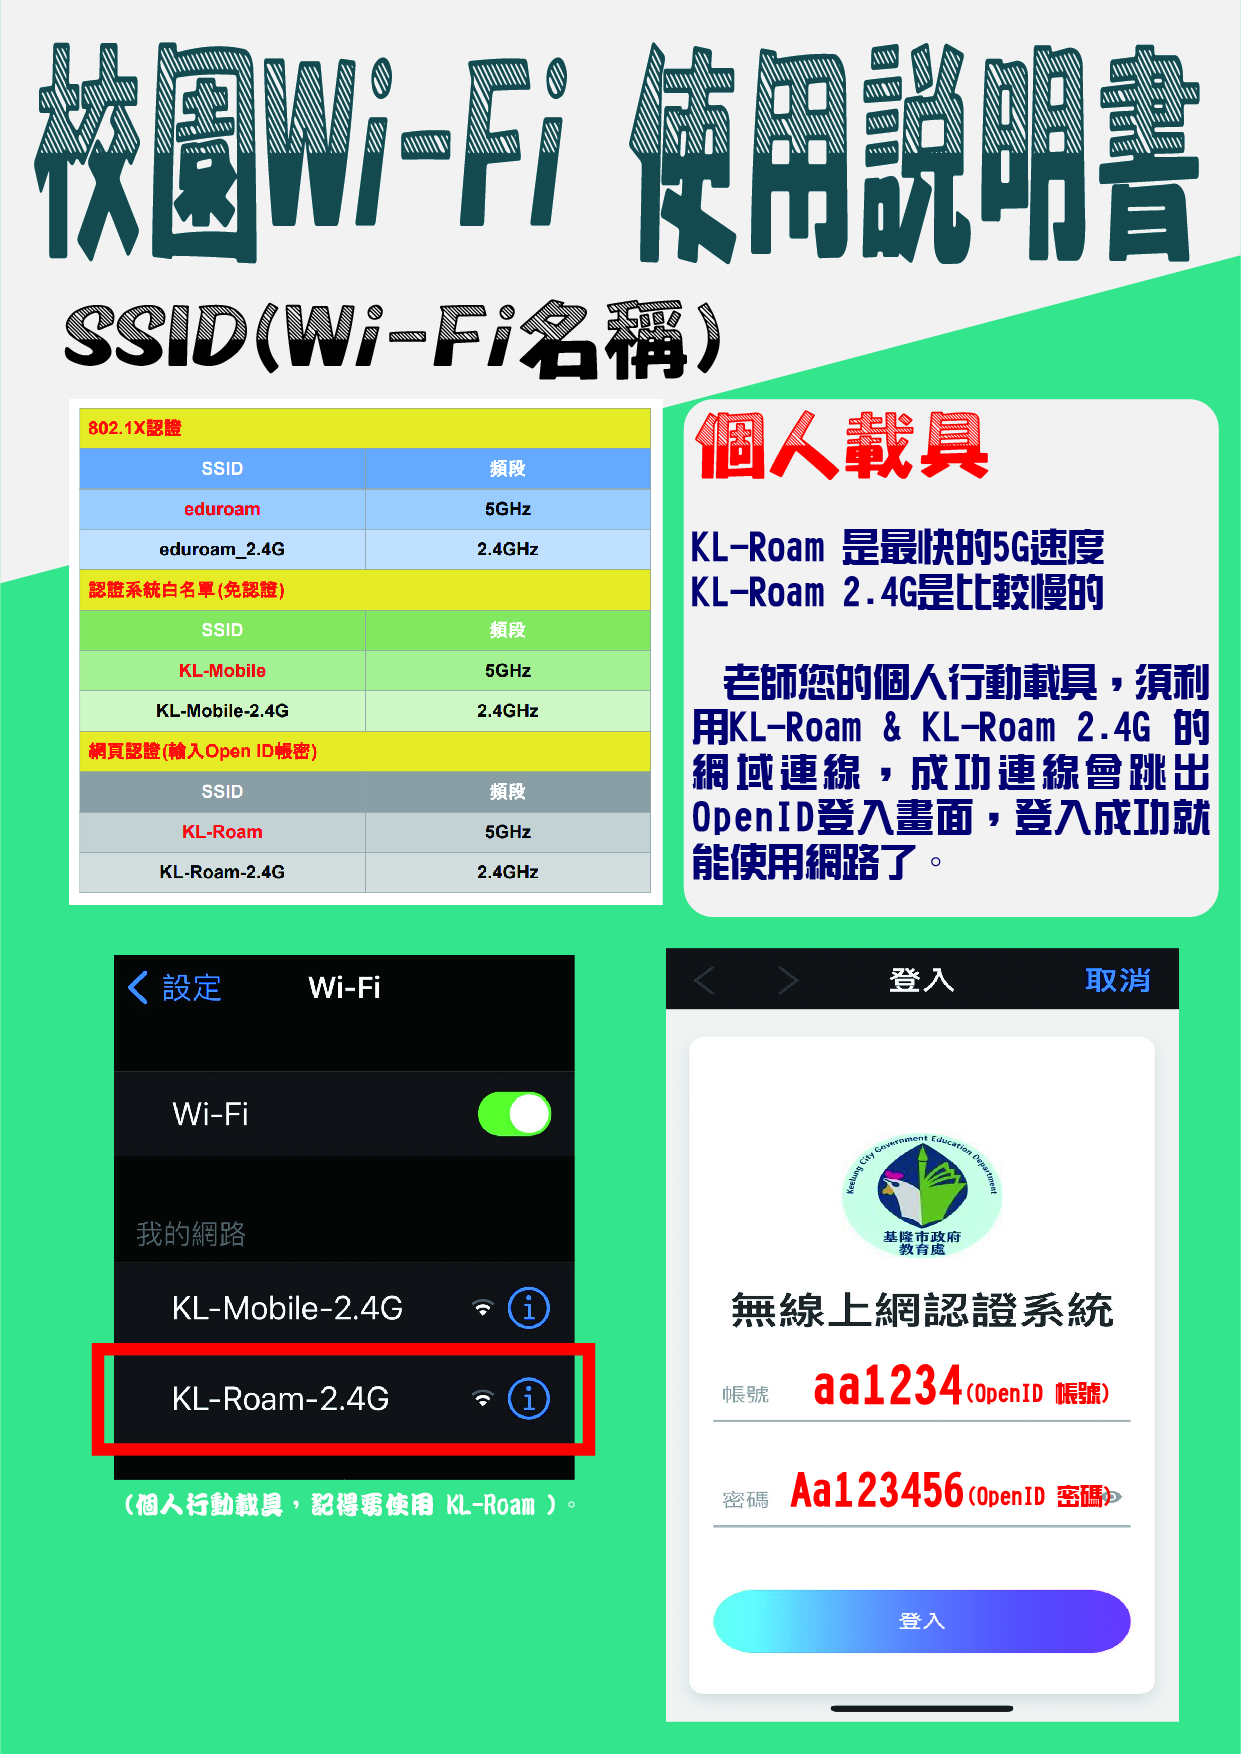 校園Wi-Fi 使用說明書
SSID(Wi-Fi名稱)
802.1X認證
SSID 頻段
eduroam 5GHz
eduroam_2.4G 2.4GHz
認證系統白名單(免認證)
SSID 頻段
KL-Mobile 5GHz
KL-Mobile-2.4G 2.4GHz
網頁認證(輸入Open ID帳密)
SSID 頻段
KL-Roam 5GHz
KL-Roam-2.4G 2.4GHz
個人載具
KL-Roam 是最快的5G速度
KL-Roam 2.4G是比較慢的
老師您的個人行動載具，須利
用KL-Roam & KL-Roam 2.4G 的
網域連線，成功連線會跳出
OpenID登入畫面，登入成功就
能使用網路了。
設定 Wi-Fi
Wi-Fi
我的網路
KL-Mobile-2.4G
KL-Roam-2.4G
(個人行動載具，記得要使用 KL-Roam )。
登入 取消
Keelung City Government Education Department
基隆市政府
教育處
無線上網認證系統
帳號 aa1234(OpenID 帳號)
密碼 Aa123456(OpenID 密碼)
登入